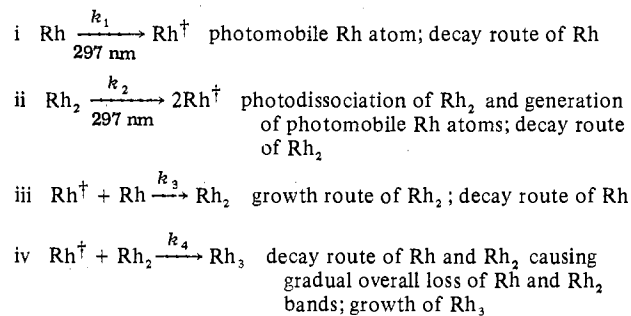 i Rh —k₁→ Rh† photomobile Rh atom; decay route of Rh
297 nm
ii Rh₂ —k₂→ 2Rh† photodissociation of Rh₂ and generation
297 nm
of photomobile Rh atoms; decay route
of Rh₂
iii Rh† + Rh —k₃→ Rh₂ growth route of Rh₂ ; decay route of Rh
iv Rh† + Rh₂ —k₄→ Rh₃ decay route of Rh and Rh₂ causing
gradual overall loss of Rh and Rh₂
bands; growth of Rh₃